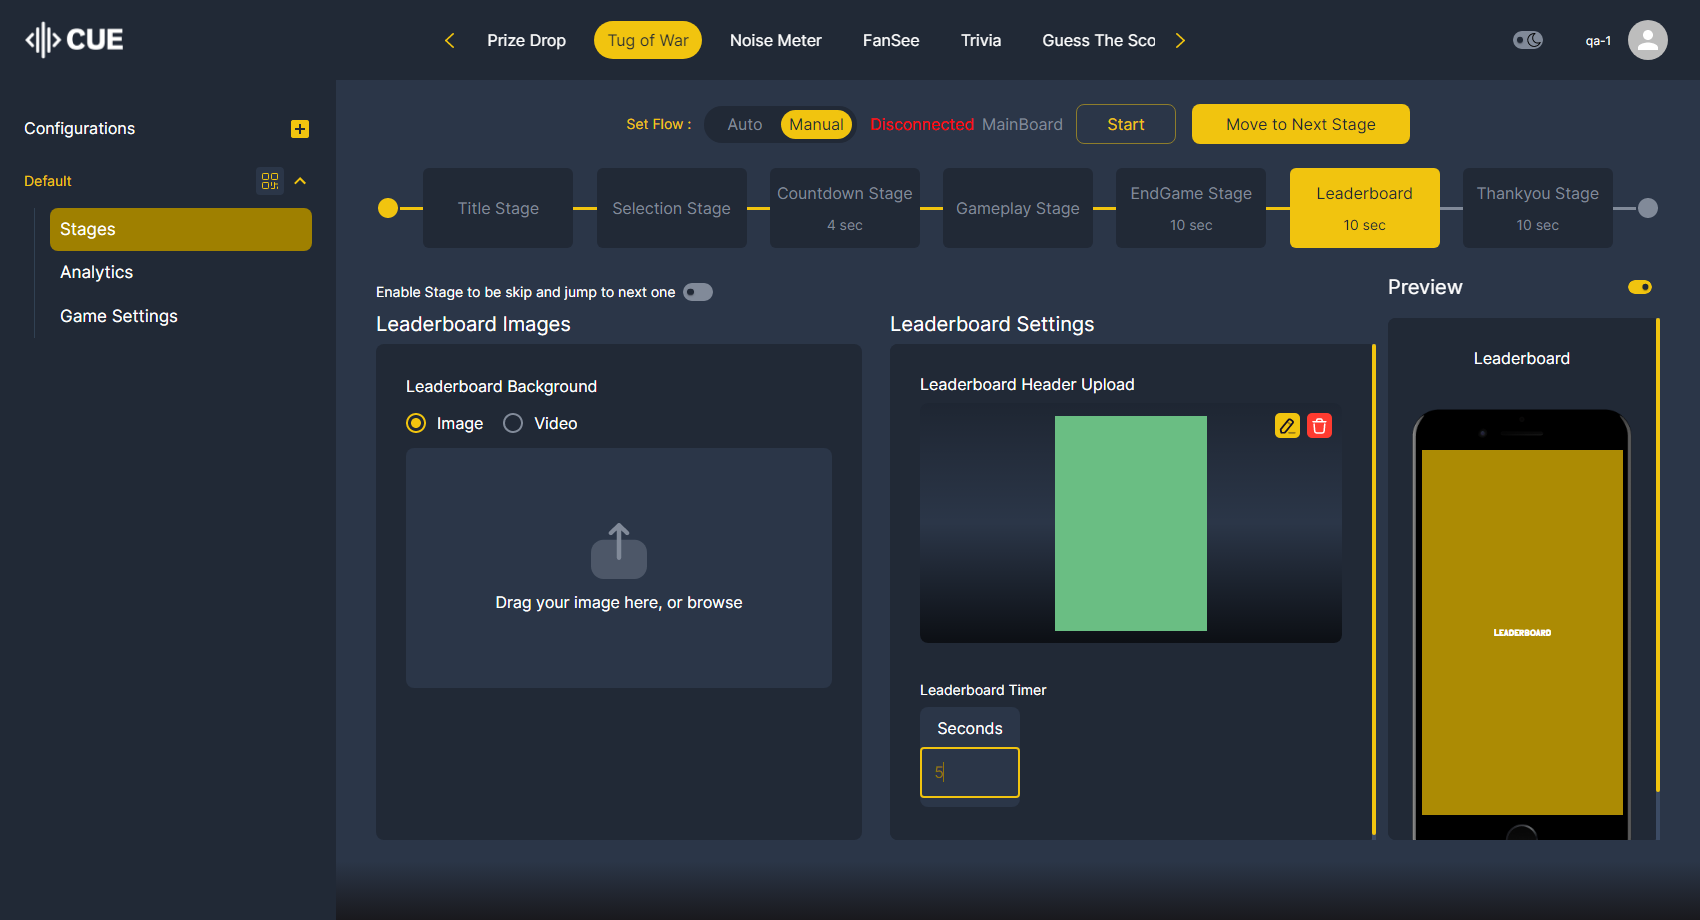 CUE
Prize Drop
Tug of War
Noise Meter
FanSee
Trivia
Guess The Sco
qa-1
Configurations
Default
Stages
Analytics
Game Settings
Set Flow :
Auto
Manual
Disconnected MainBoard
Start
Move to Next Stage
Title Stage
Selection Stage
Countdown Stage
4 sec
Gameplay Stage
EndGame Stage
10 sec
Leaderboard
10 sec
Thankyou Stage
10 sec
Enable Stage to be skip and jump to next one
Leaderboard Images
Leaderboard Background
Image
Video
Drag your image here, or browse
Leaderboard Settings
Leaderboard Header Upload
Leaderboard Timer
Seconds
5
Preview
Leaderboard
LEADERBOARD